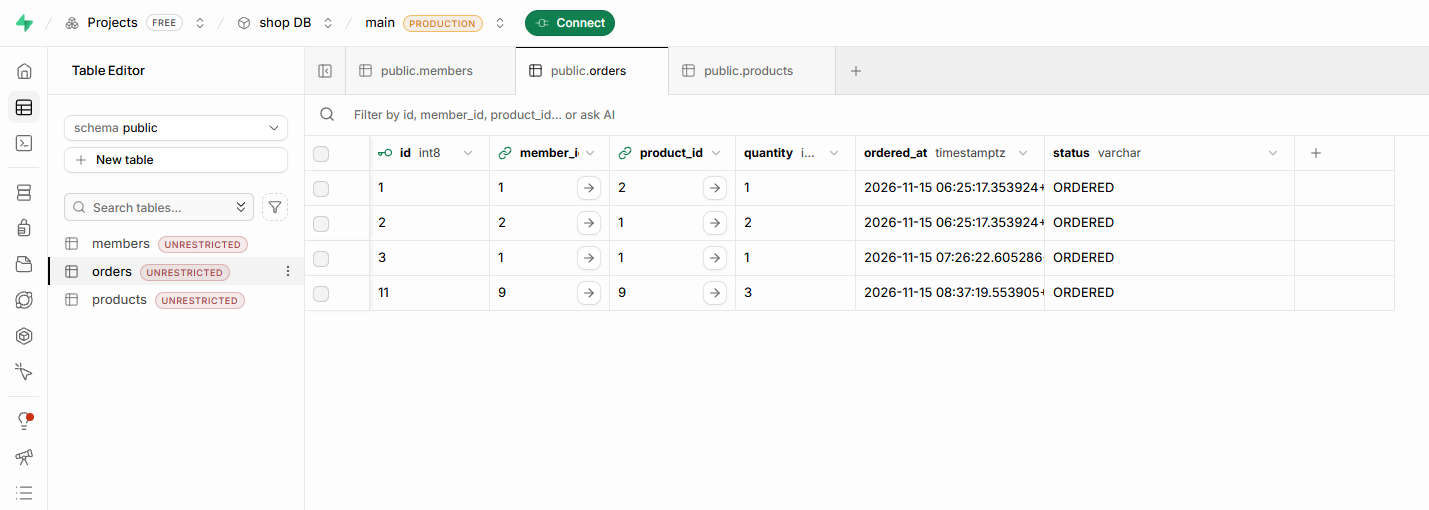 Projects FREE / shop DB / main PRODUCTION Connect
Table Editor
public.members public.orders public.products
schema public
New table
Search tables...
members UNRESTRICTED
orders UNRESTRICTED
products UNRESTRICTED
Filter by id, member_id, product_id... or ask AI
id int8 member_i product_id quantity i... ordered_at timestamptz status varchar
1 1 2 1 2026-11-15 06:25:17.353924+ ORDERED
2 2 1 2 2026-11-15 06:25:17.353924+ ORDERED
3 1 1 1 2026-11-15 07:26:22.605286 ORDERED
11 9 9 3 2026-11-15 08:37:19.553905+ ORDERED